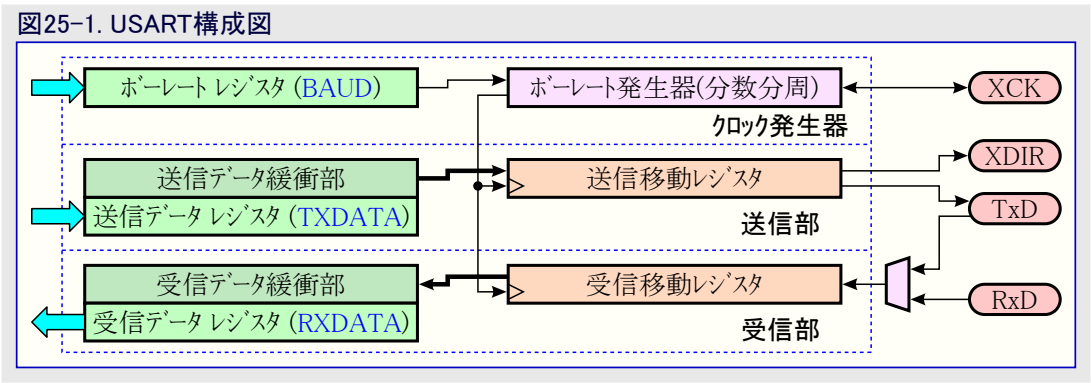 図25-1. USART構成図
ボーレート レジスタ (BAUD)
ボーレート発生器(分数分周)
XCK
クロック発生器
XDIR
送信データ緩衝部
送信移動レジスタ
送信データ レジスタ (TXDATA)
TxD
送信部
受信データ緩衝部
受信移動レジスタ
RxD
受信データ レジスタ (RXDATA)
受信部